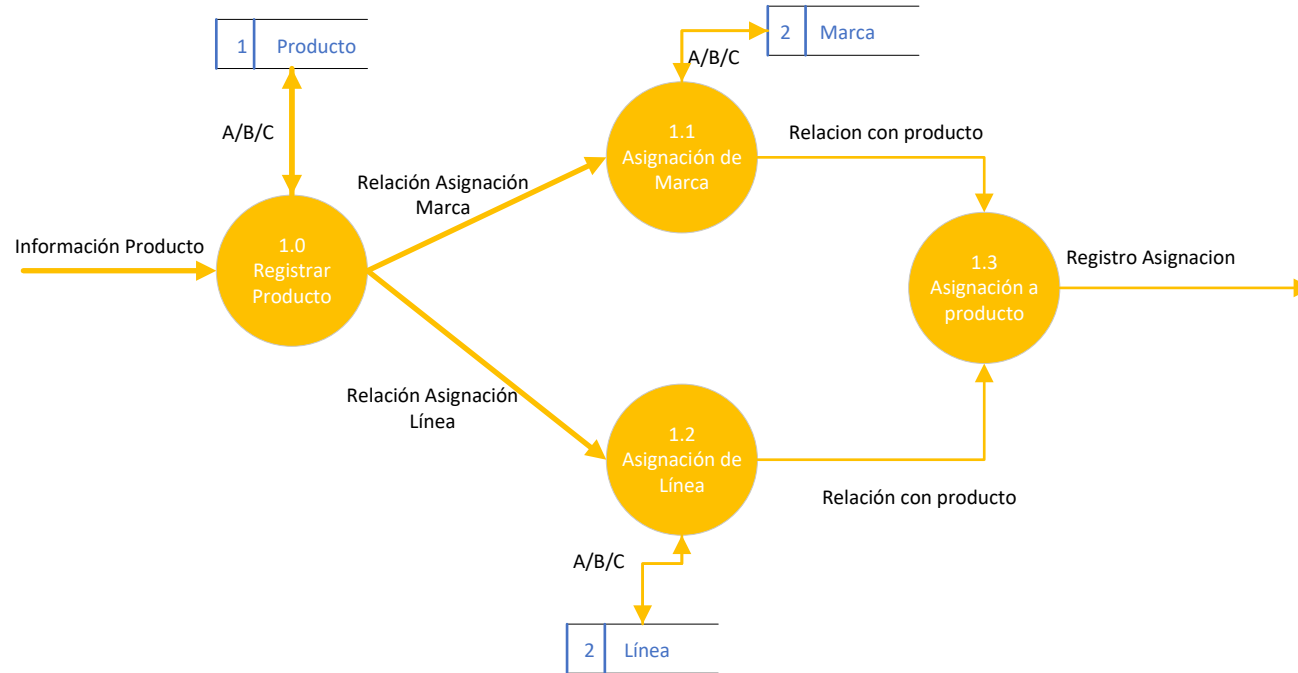 1 Producto
2 Marca
A/B/C
A/B/C
1.1
Asignación de
Marca
Relacion con producto
Relación Asignación
Marca
Información Producto
1.0
Registrar
Producto
1.3
Asignación a
producto
Registro Asignacion
Relación Asignación
Línea
1.2
Asignación de
Línea
Relación con producto
A/B/C
2 Línea